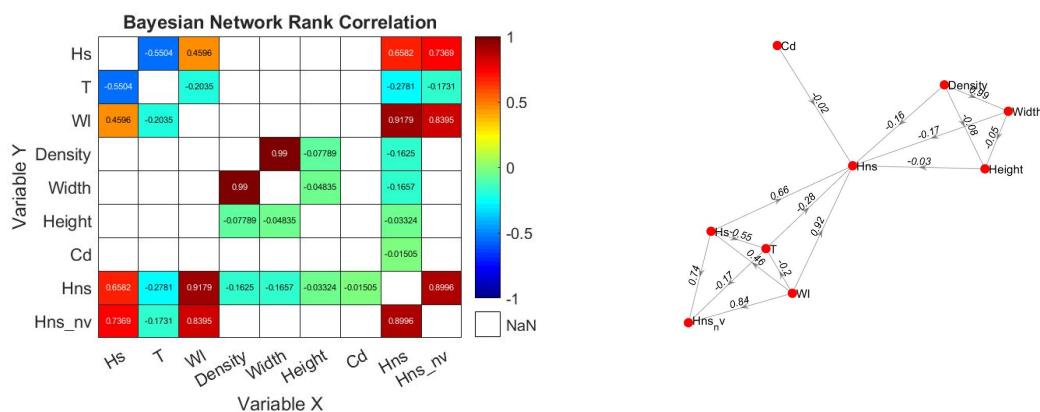 Bayesian Network Rank Correlation
Variable Y
Hs -0.5504 0.4596 0.6582 0.7369
T -0.5504 -0.2035 -0.2781 -0.1731
Wl 0.4596 -0.2035 0.9179 0.8395
Density 0.99 -0.07789 -0.1625
Width 0.99 -0.04835 -0.1657
Height -0.07789 -0.04835 -0.03324
Cd -0.01505
Hns 0.6582 -0.2781 0.9179 -0.1625 -0.1657 -0.03324 -0.01505 0.8996
Hns_nv 0.7369 -0.1731 0.8395 0.8996
Hs T Wl Density Width Height Cd Hns Hns_nv
Variable X
1
0.5
0
-0.5
-1
NaN
Cd
-0.02
Density
0.99
Width
-0.16
-0.08
-0.05
-0.17
-0.03
Height
Hns
0.66
-0.28
0.92
Hs
-0.55
T
0.46
-0.2
0.74
-0.17
Wl
0.84
Hns_nv